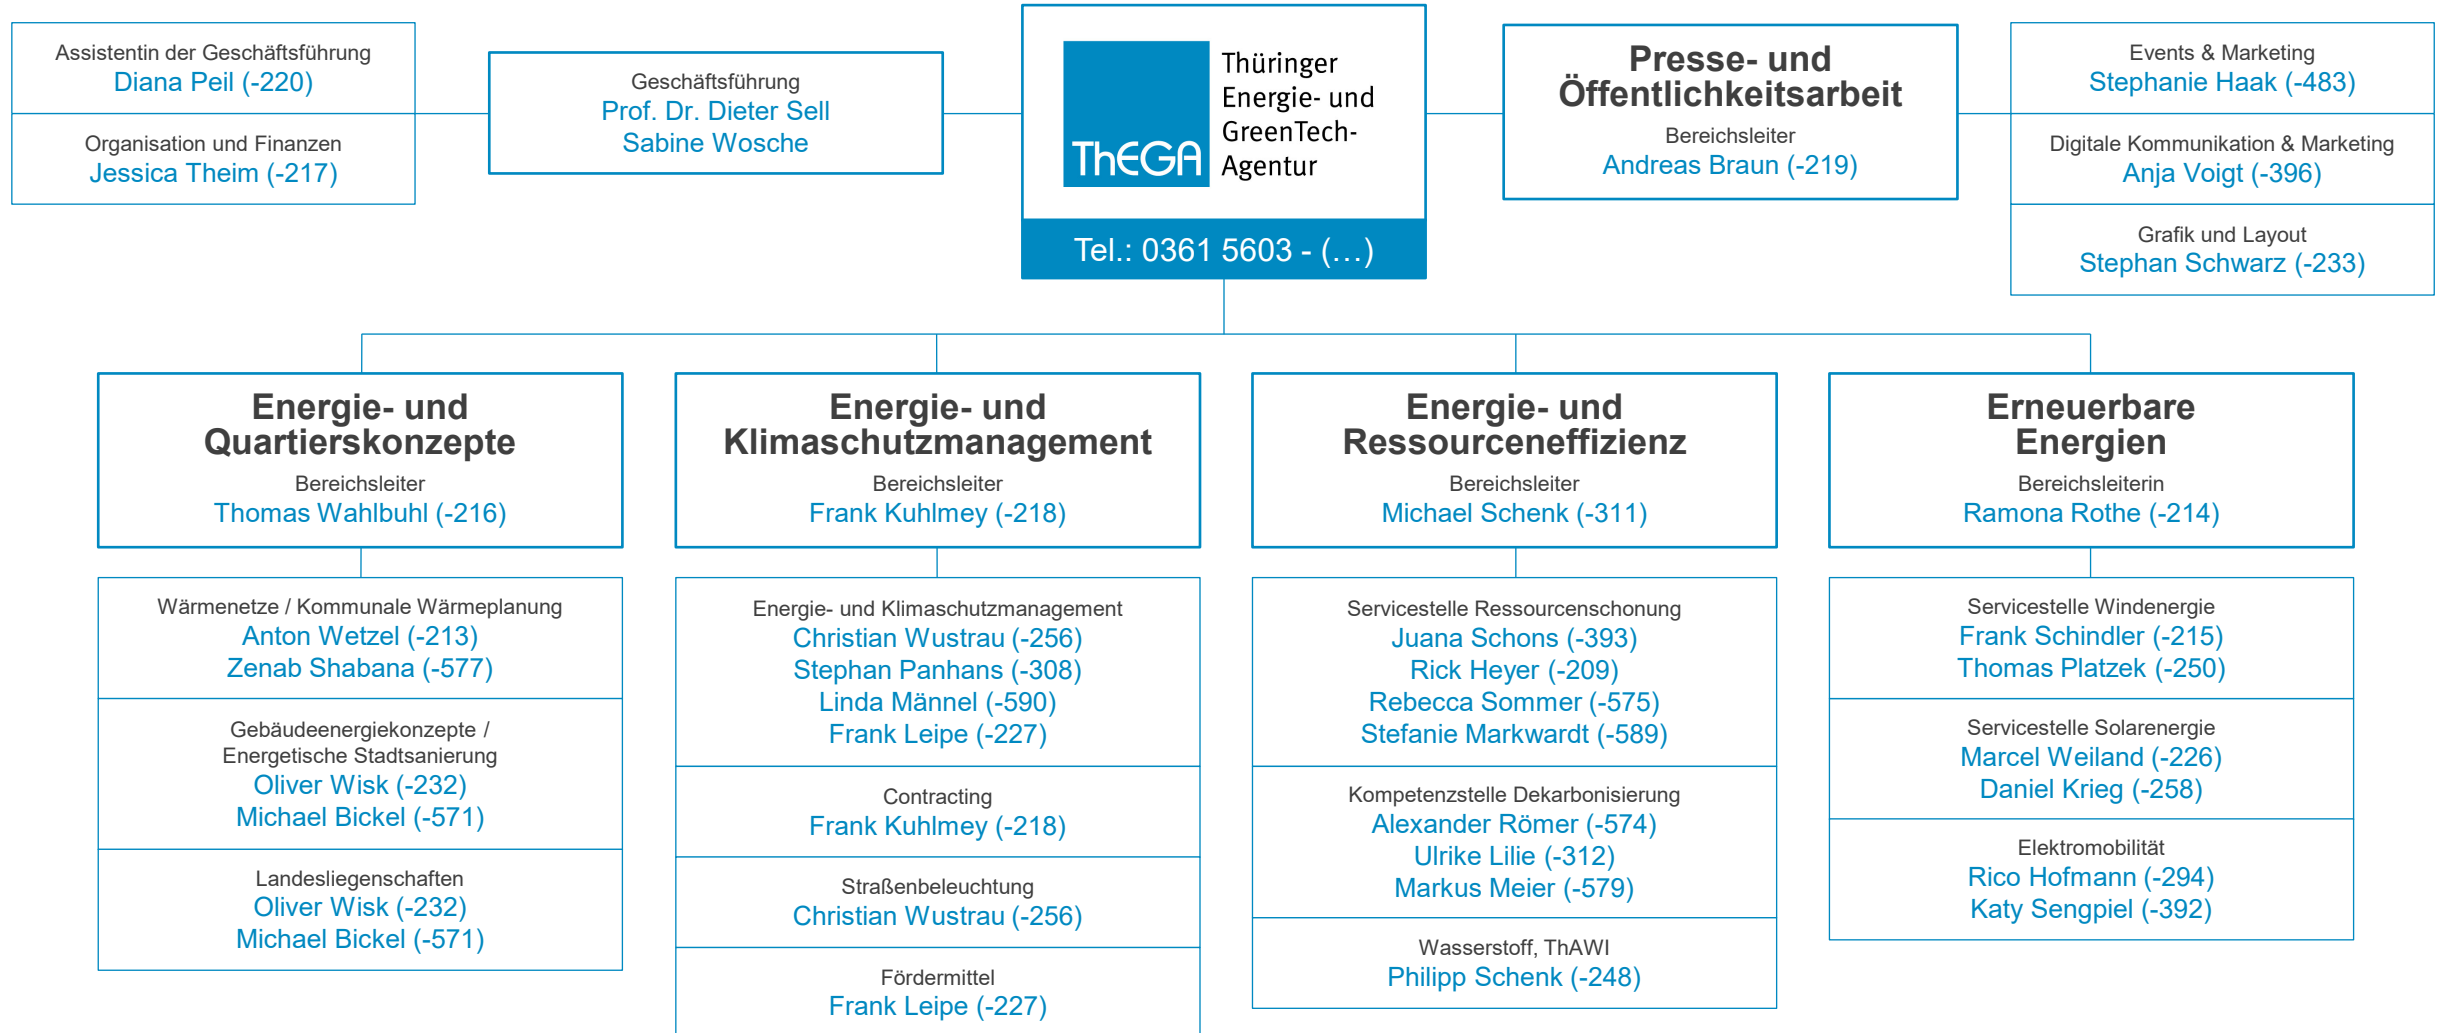 Assistentin der Geschäftsführung
Diana Peil (-220)
Organisation und Finanzen
Jessica Theim (-217)
Geschäftsführung
Prof. Dr. Dieter Sell
Sabine Wosche
ThEGA
Thüringer
Energie- und
GreenTech-
Agentur
Tel.: 0361 5603 - (…)
Presse- und
Öffentlichkeitsarbeit
Bereichsleiter
Andreas Braun (-219)
Events & Marketing
Stephanie Haak (-483)
Digitale Kommunikation & Marketing
Anja Voigt (-396)
Grafik und Layout
Stephan Schwarz (-233)
Energie- und
Quartierskonzepte
Bereichsleiter
Thomas Wahlbuhl (-216)
Wärmenetze / Kommunale Wärmeplanung
Anton Wetzel (-213)
Zenab Shabana (-577)
Gebäudeenergiekonzepte /
Energetische Stadtsanierung
Oliver Wisk (-232)
Michael Bickel (-571)
Landesliegenschaften
Oliver Wisk (-232)
Michael Bickel (-571)
Energie- und
Klimaschutzmanagement
Bereichsleiter
Frank Kuhlmey (-218)
Energie- und Klimaschutzmanagement
Christian Wustrau (-256)
Stephan Panhans (-308)
Linda Männel (-590)
Frank Leipe (-227)
Contracting
Frank Kuhlmey (-218)
Straßenbeleuchtung
Christian Wustrau (-256)
Fördermittel
Frank Leipe (-227)
Energie- und
Ressourceneffizienz
Bereichsleiter
Michael Schenk (-311)
Servicestelle Ressourcenschonung
Juana Schons (-393)
Rick Heyer (-209)
Rebecca Sommer (-575)
Stefanie Markwardt (-589)
Kompetenzstelle Dekarbonisierung
Alexander Römer (-574)
Ulrike Lilie (-312)
Markus Meier (-579)
Wasserstoff, ThAWI
Philipp Schenk (-248)
Erneuerbare
Energien
Bereichsleiterin
Ramona Rothe (-214)
Servicestelle Windenergie
Frank Schindler (-215)
Thomas Platzek (-250)
Servicestelle Solarenergie
Marcel Weiland (-226)
Daniel Krieg (-258)
Elektromobilität
Rico Hofmann (-294)
Katy Sengpiel (-392)